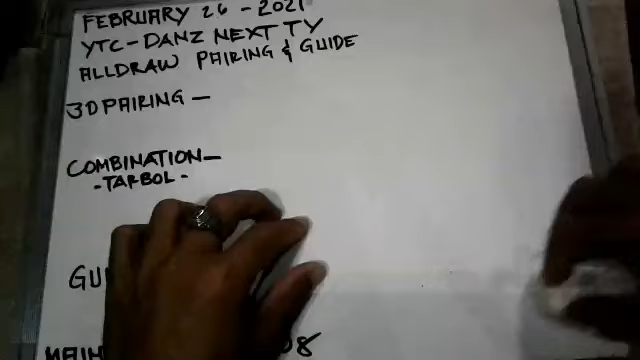 FEBRUARY 26 - 2021
YTC-DANZ NEXT TY
ALLDRAW PAIRING & GUIDE
3D PAIRING -
COMBINATION-
-TARBOL-